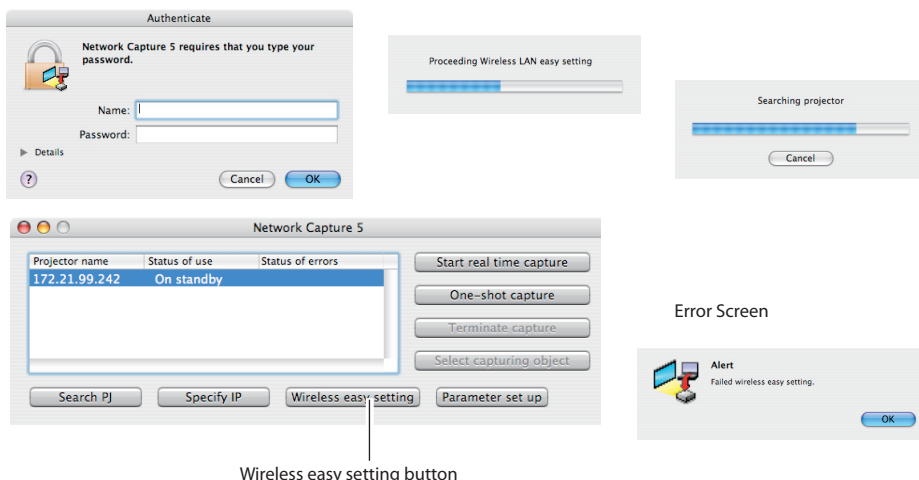 Authenticate
Network Capture 5 requires that you type your
password.
Name:
Password:
Details
?
Cancel
OK
Proceeding Wireless LAN easy setting
Searching projector
Cancel
Network Capture 5
Projector name Status of use Status of errors
172.21.99.242 On standby
Start real time capture
One-shot capture
Terminate capture
Select capturing object
Search PJ Specify IP Wireless easy setting Parameter set up
Wireless easy setting button
Error Screen
Alert
Failed wireless easy setting.
OK